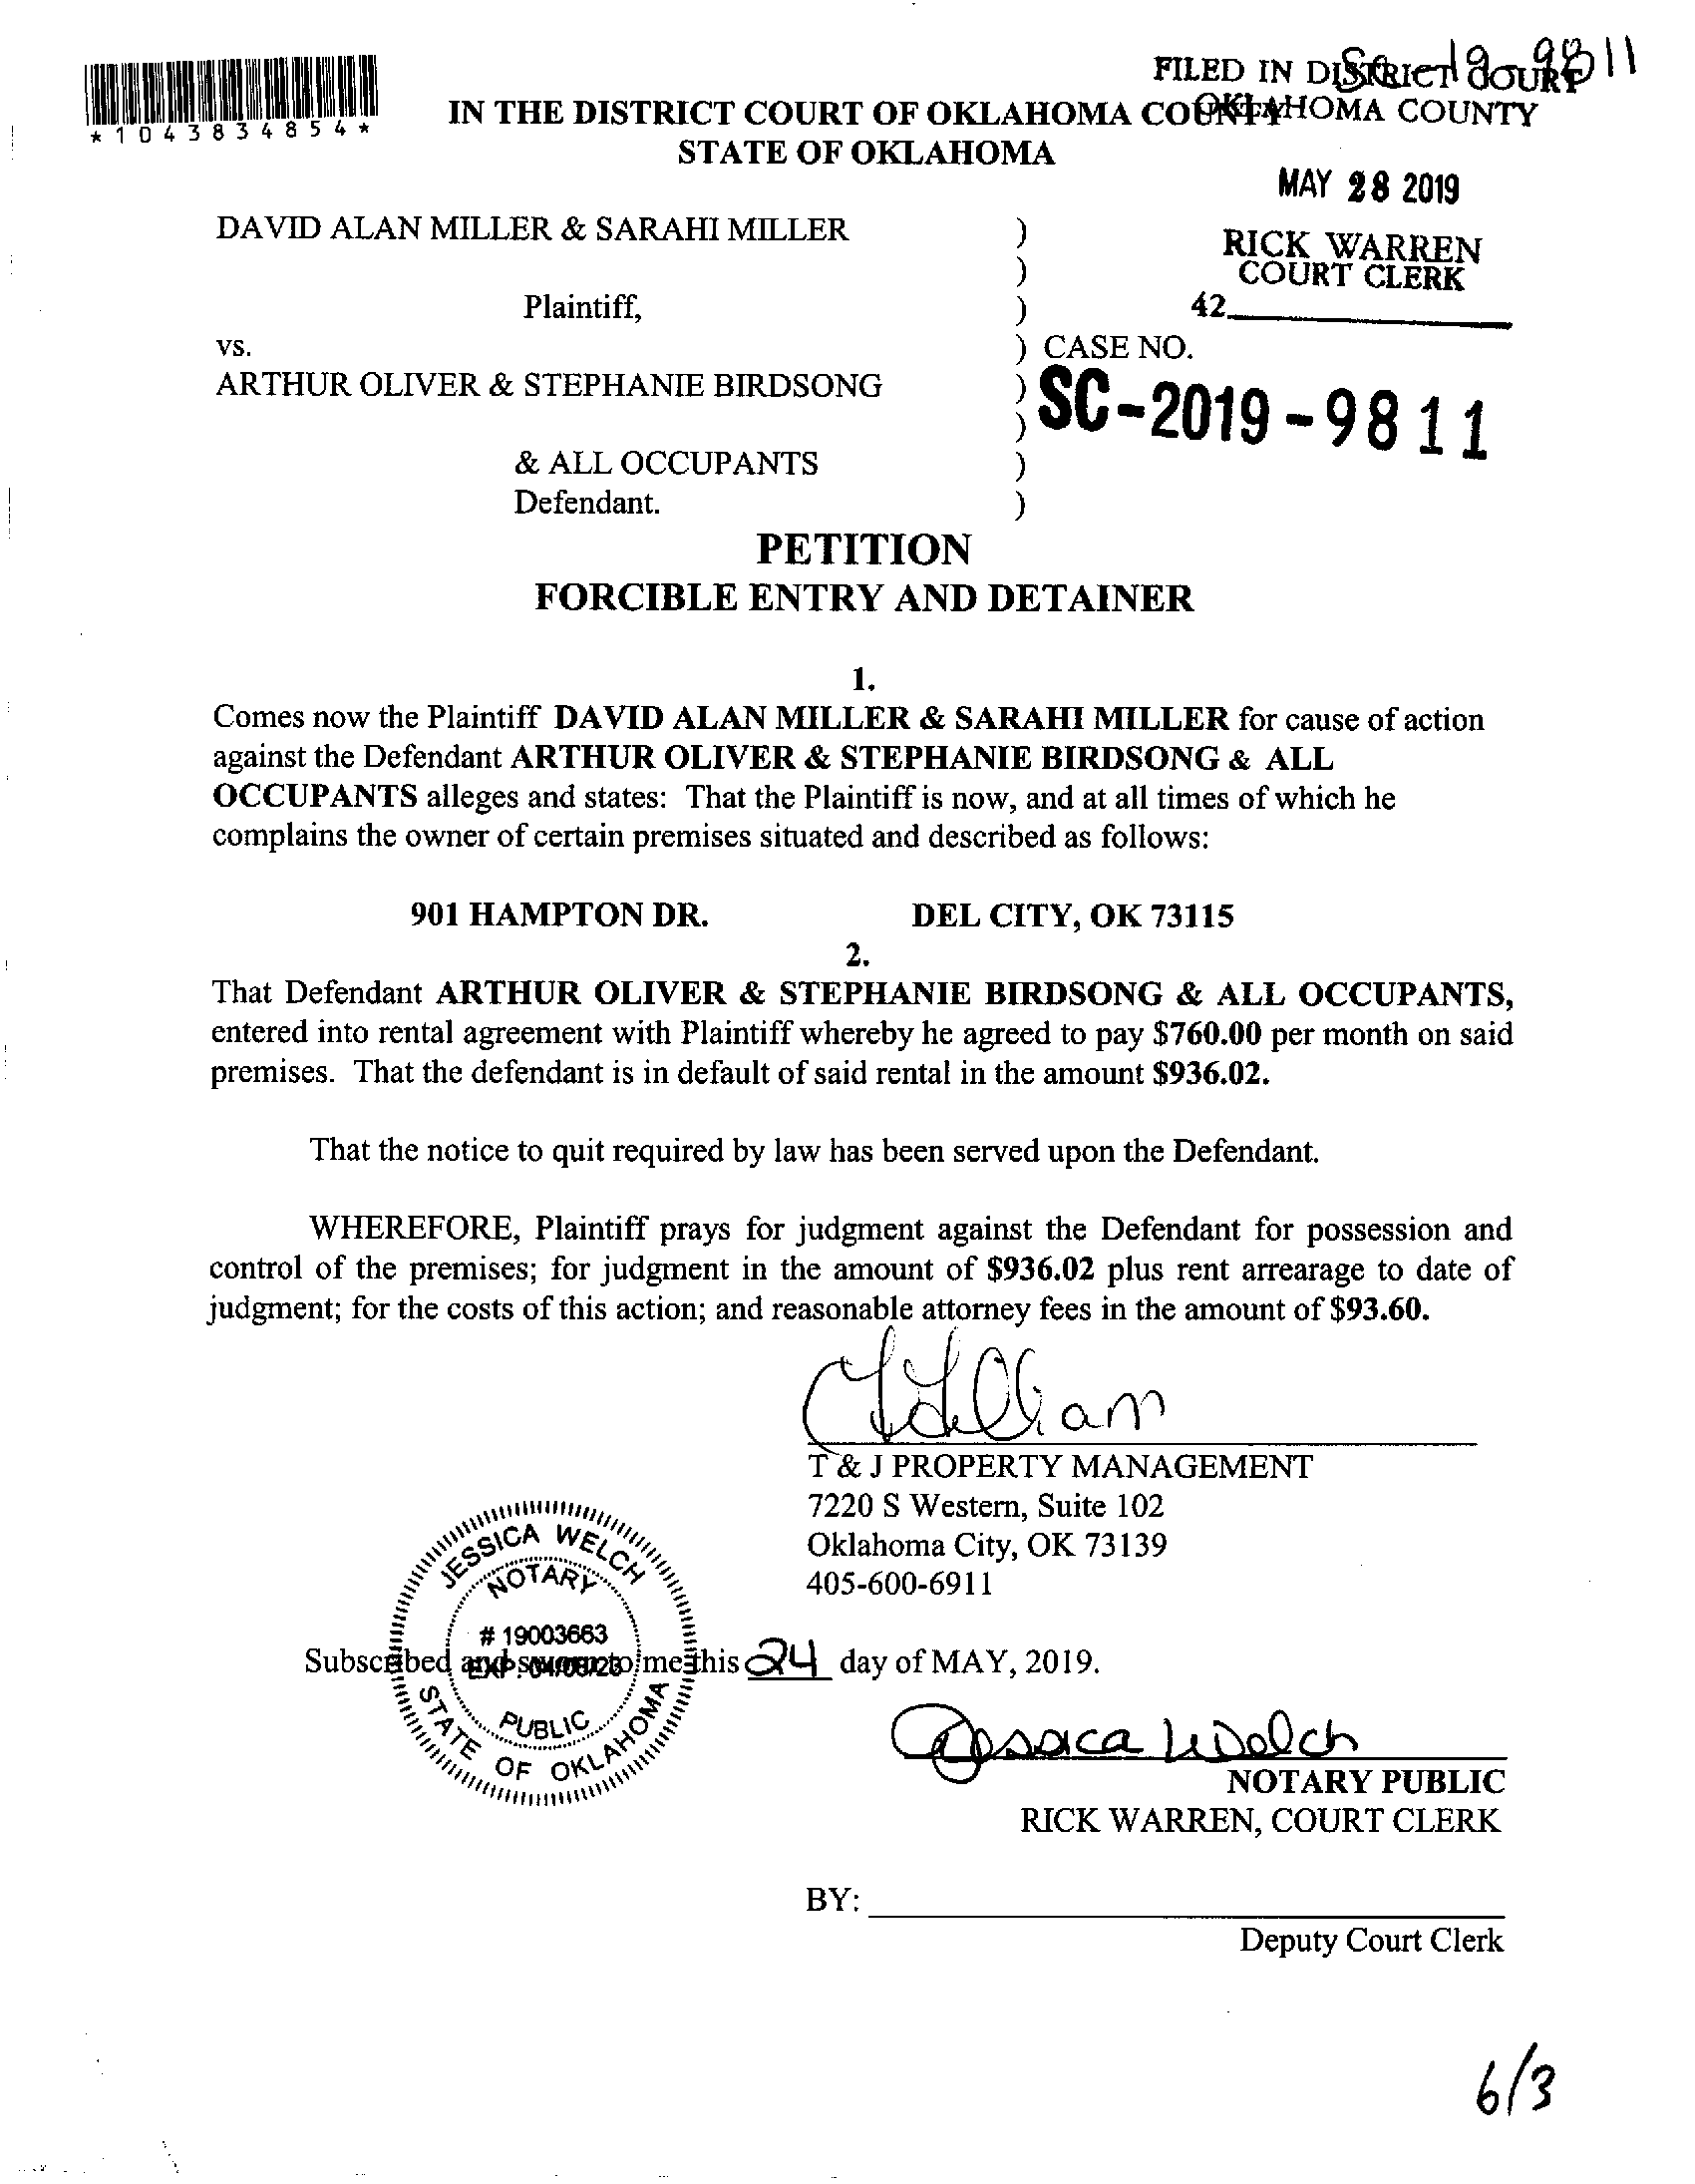 FILED IN DISTRICT COURT
OKLAHOMA COUNTY
*1043834854*
IN THE DISTRICT COURT OF OKLAHOMA COUNTY
STATE OF OKLAHOMA
MAY 28 2019
RICK WARREN
COURT CLERK
42
DAVID ALAN MILLER & SARAHI MILLER )
)
Plaintiff, )
vs. ) CASE NO.
ARTHUR OLIVER & STEPHANIE BIRDSONG ) SC-2019-9811
)
& ALL OCCUPANTS )
Defendant. )
PETITION
FORCIBLE ENTRY AND DETAINER
1.
Comes now the Plaintiff DAVID ALAN MILLER & SARAHI MILLER for cause of action
against the Defendant ARTHUR OLIVER & STEPHANIE BIRDSONG & ALL
OCCUPANTS alleges and states: That the Plaintiff is now, and at all times of which he
complains the owner of certain premises situated and described as follows:
901 HAMPTON DR. DEL CITY, OK 73115
2.
That Defendant ARTHUR OLIVER & STEPHANIE BIRDSONG & ALL OCCUPANTS,
entered into rental agreement with Plaintiff whereby he agreed to pay $760.00 per month on said
premises. That the defendant is in default of said rental in the amount $936.02.
That the notice to quit required by law has been served upon the Defendant.
WHEREFORE, Plaintiff prays for judgment against the Defendant for possession and
control of the premises; for judgment in the amount of $936.02 plus rent arrearage to date of
judgment; for the costs of this action; and reasonable attorney fees in the amount of $93.60.
T & J PROPERTY MANAGEMENT
7220 S Western, Suite 102
Oklahoma City, OK 73139
405-600-6911
JESSICA WELCH
NOTARY
# 19003663
PUBLIC
STATE OF OKLAHOMA
Subscribed and sworn to me this 24 day of MAY, 2019.
Jessica Welch
NOTARY PUBLIC
RICK WARREN, COURT CLERK
BY:
Deputy Court Clerk
6/3